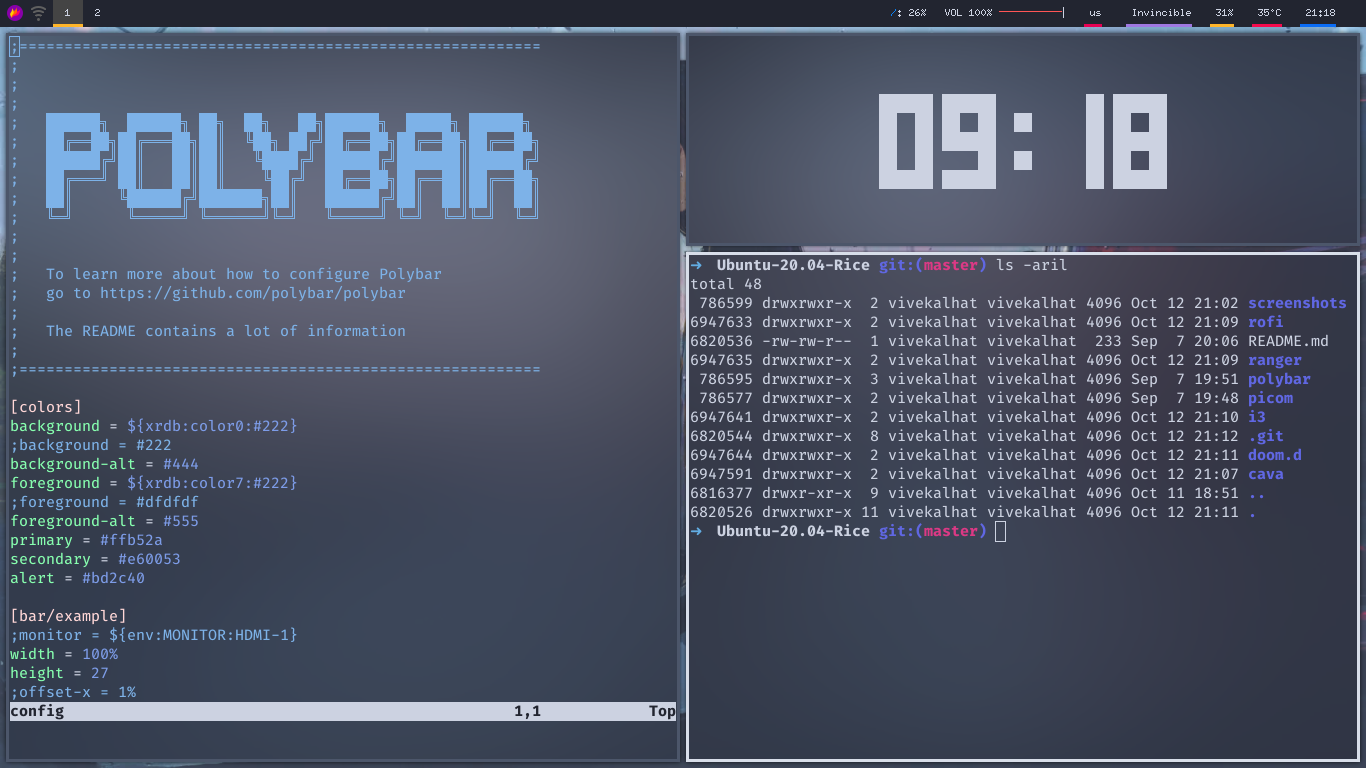 1 2 /: 26% VOL 100% us Invincible 31% 35°C 21:18
;==========================================================
;
;
;
; POLYBAR
;
;
;
;
;
;
; To learn more about how to configure Polybar
; go to https://github.com/polybar/polybar
;
; The README contains a lot of information
;
;==========================================================
[colors]
background = ${xrdb:color0:#222}
;background = #222
background-alt = #444
foreground = ${xrdb:color7:#222}
;foreground = #dfdfdf
foreground-alt = #555
primary = #ffb52a
secondary = #e60053
alert = #bd2c40
[bar/example]
;monitor = ${env:MONITOR:HDMI-1}
width = 100%
height = 27
;offset-x = 1%
config 1,1 Top
09:18
➜ Ubuntu-20.04-Rice git:(master) ls -aril
total 48
786599 drwxrwxr-x 2 vivekalhat vivekalhat 4096 Oct 12 21:02 screenshots
6947633 drwxrwxr-x 2 vivekalhat vivekalhat 4096 Oct 12 21:09 rofi
6820536 -rw-rw-r-- 1 vivekalhat vivekalhat 233 Sep 7 20:06 README.md
6947635 drwxrwxr-x 2 vivekalhat vivekalhat 4096 Oct 12 21:09 ranger
786595 drwxrwxr-x 3 vivekalhat vivekalhat 4096 Sep 7 19:51 polybar
786577 drwxrwxr-x 2 vivekalhat vivekalhat 4096 Sep 7 19:48 picom
6947641 drwxrwxr-x 2 vivekalhat vivekalhat 4096 Oct 12 21:10 i3
6820544 drwxrwxr-x 8 vivekalhat vivekalhat 4096 Oct 12 21:12 .git
6947644 drwxrwxr-x 2 vivekalhat vivekalhat 4096 Oct 12 21:11 doom.d
6947591 drwxrwxr-x 2 vivekalhat vivekalhat 4096 Oct 12 21:07 cava
6816377 drwxr-xr-x 9 vivekalhat vivekalhat 4096 Oct 11 18:51 ..
6820526 drwxrwxr-x 11 vivekalhat vivekalhat 4096 Oct 12 21:11 .
➜ Ubuntu-20.04-Rice git:(master)